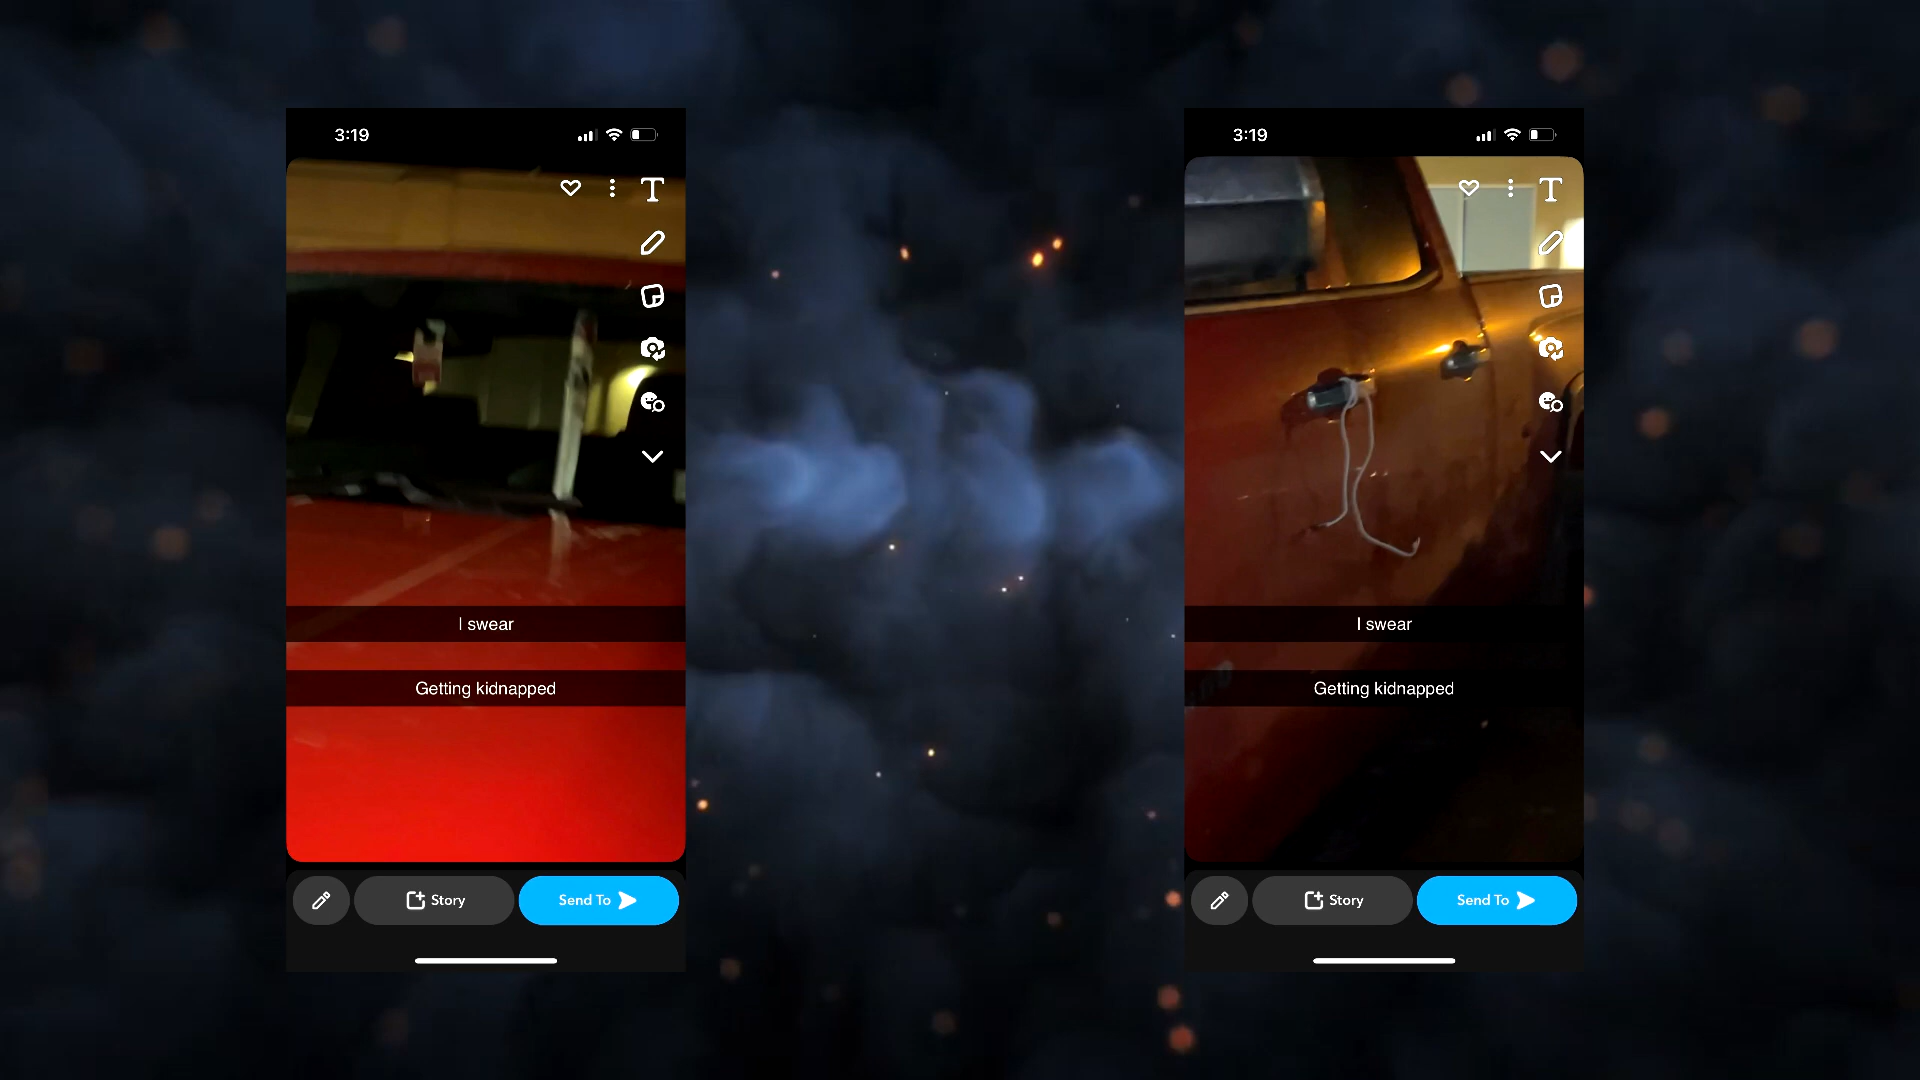 3:19
T
I swear
Getting kidnapped
Story
Send To
3:19
T
I swear
Getting kidnapped
Story
Send To